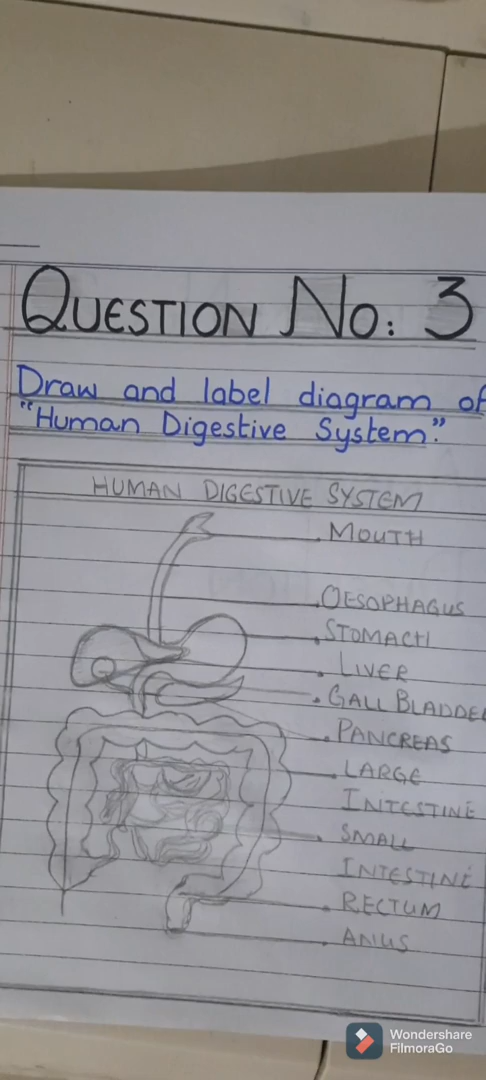 QUESTION No: 3
Draw and label diagram of
"Human Digestive System."
HUMAN DIGESTIVE SYSTEM
MOUTH
OESOPHAGUS
STOMACH
LIVER
GALL BLADDE
PANCREAS
LARGE
INTESTINE
SMALL
INTESTINE
RECTUM
ANUS
Wondershare
FilmoraGo